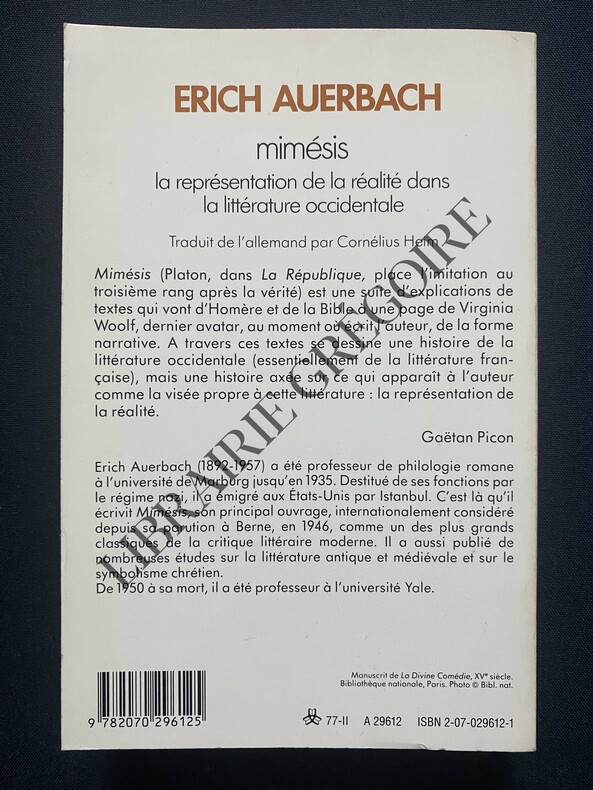 ERICH AUERBACH
mimésis
la représentation de la réalité dans
la littérature occidentale
Traduit de l'allemand par Cornélius Heim
Mimésis (Platon, dans La République, place l'imitation au
troisième rang après la vérité) est une suite d'explications de
textes qui vont d'Homère et de la Bible à une page de Virginia
Woolf, dernier avatar, au moment où écrit l'auteur, de la forme
narrative. A travers ces textes se dessine une histoire de la
littérature occidentale (essentiellement de la littérature fran-
çaise), mais une histoire axée sur ce qui apparaît à l'auteur
comme la visée propre à cette littérature : la représentation de
la réalité.
Gaëtan Picon
Erich Auerbach (1892-1957) a été professeur de philologie romane
à l'université de Marburg jusqu'en 1935. Destitué de ses fonctions par
le régime nazi, il a émigré aux États-Unis par Istanbul. C'est là qu'il
écrivit Mimésis, son principal ouvrage, internationalement considéré
depuis sa parution à Berne, en 1946, comme un des plus grands
classiques de la critique littéraire moderne. Il a aussi publié de
nombreuses études sur la littérature antique et médiévale et sur le
symbolisme chrétien.
De 1950 à sa mort, il a été professeur à l'université Yale.
LIBRAIRIE GRÉGOIRE
Manuscrit de La Divine Comédie, XVe siècle.
Bibliothèque nationale, Paris. Photo © Bibl. nat.
9 782070 296125
77-II A 29612 ISBN 2-07-029612-1